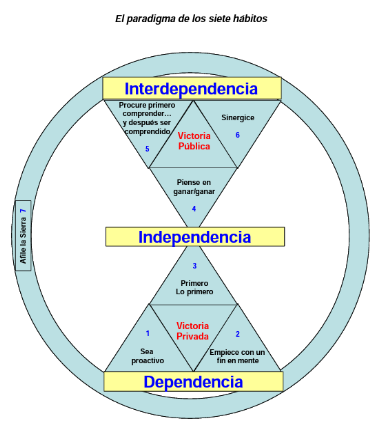 El paradigma de los siete hábitos
Interdependencia
Procure primero
comprender...
y después ser
comprendido
5
Victoria
Pública
Sinergice
6
Piense en
ganar/ganar
4
Afile la Sierra 7
Independencia
3
Primero
Lo primero
1
Sea
proactivo
Victoria
Privada
2
Empiece con un
fin en mente
Dependencia